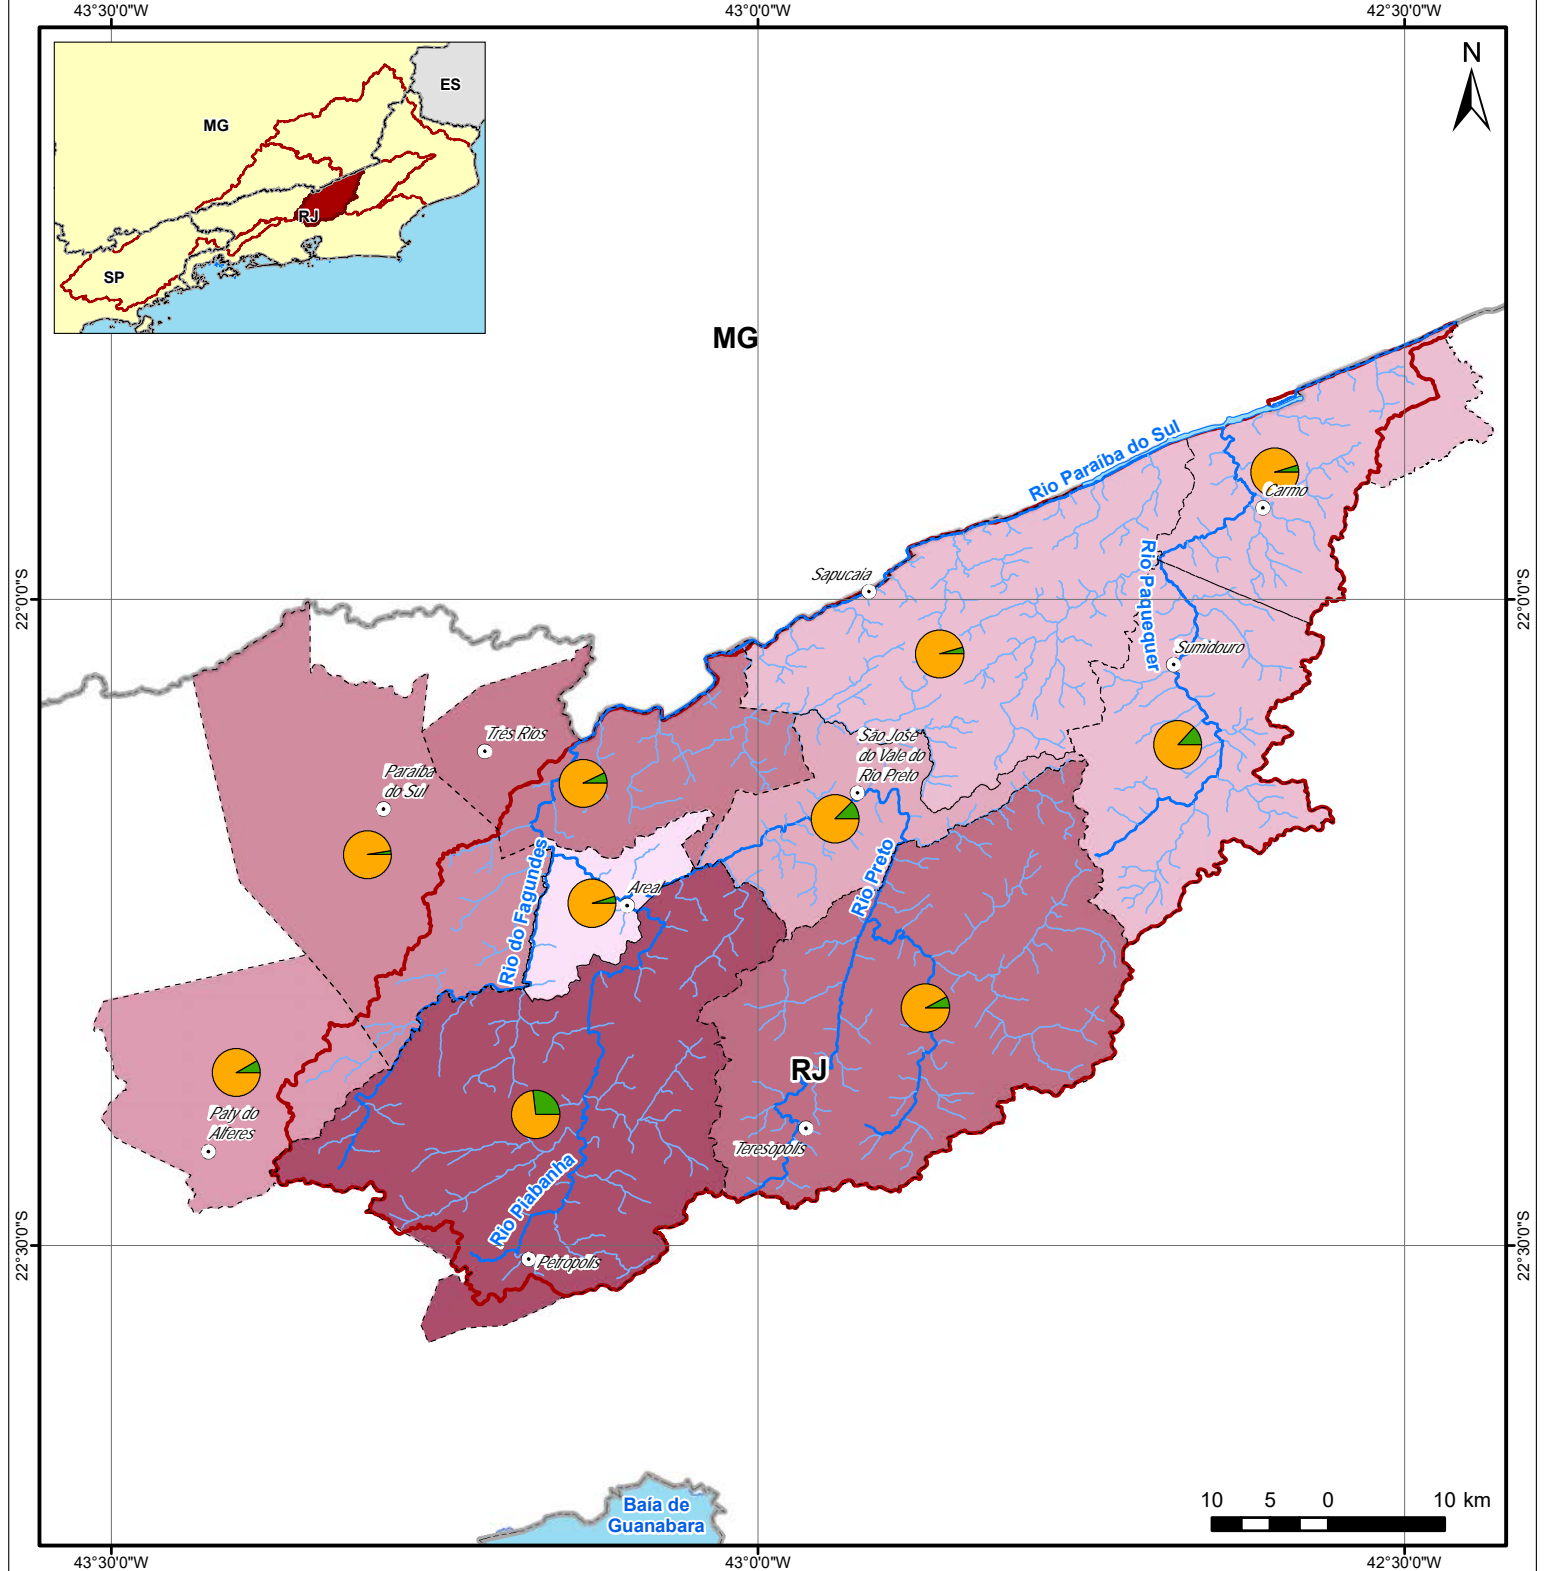 43°30'0"W
43°0'0"W
42°30'0"W
N
ES
MG
RJ
SP
MG
Rio Paraíba do Sul
Carmo
Rio Paquequer
Sapucaia
22°0'0"S
22°0'0"S
Sumidouro
Três Rios
São José
do Vale do
Rio Preto
Paraíba
do Sul
Rio do Fagundes
Areal
Rio Preto
RJ
Paty do
Alferes
Teresópolis
Rio Piabanha
Petrópolis
22°30'0"S
22°30'0"S
Baía de
Guanabara
10 5 0 10 km
43°30'0"W
43°0'0"W
42°30'0"W